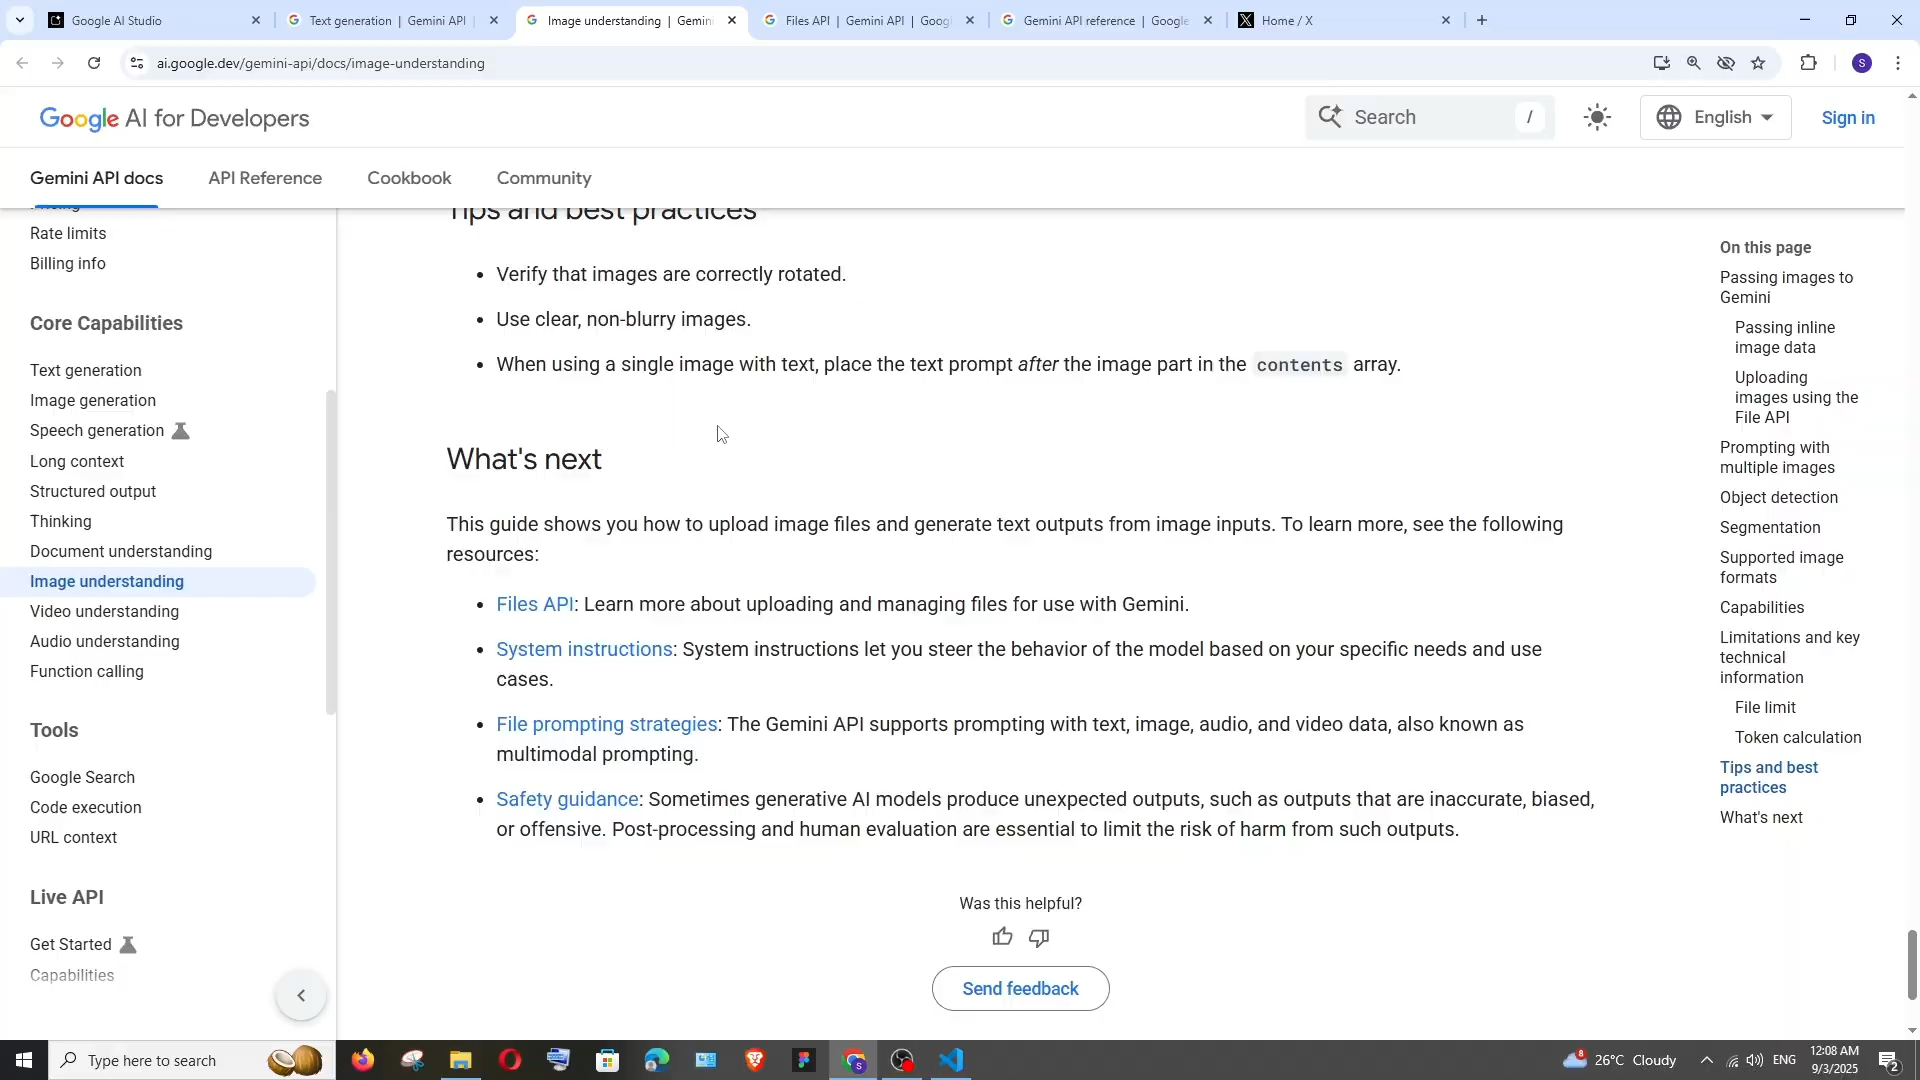 Google AI Studio
Text generation | Gemini API
Image understanding | Gemini
Files API | Gemini API | Goog
Gemini API reference | Google
Home / X
ai.google.dev/gemini-api/docs/image-understanding
S
Google AI for Developers
Search
/
English
Sign in
Gemini API docs
API Reference
Cookbook
Community
Pricing
Rate limits
Billing info
Core Capabilities
Text generation
Image generation
Speech generation
Long context
Structured output
Thinking
Document understanding
Image understanding
Video understanding
Audio understanding
Function calling
Tools
Google Search
Code execution
URL context
Live API
Get Started
Capabilities
Tips and best practices
• Verify that images are correctly rotated.
• Use clear, non-blurry images.
• When using a single image with text, place the text prompt after the image part in the contents array.
What's next
This guide shows you how to upload image files and generate text outputs from image inputs. To learn more, see the following
resources:
• Files API: Learn more about uploading and managing files for use with Gemini.
• System instructions: System instructions let you steer the behavior of the model based on your specific needs and use
cases.
• File prompting strategies: The Gemini API supports prompting with text, image, audio, and video data, also known as
multimodal prompting.
• Safety guidance: Sometimes generative AI models produce unexpected outputs, such as outputs that are inaccurate, biased,
or offensive. Post-processing and human evaluation are essential to limit the risk of harm from such outputs.
Was this helpful?
Send feedback
On this page
Passing images to
Gemini
Passing inline
image data
Uploading
images using the
File API
Prompting with
multiple images
Object detection
Segmentation
Supported image
formats
Capabilities
Limitations and key
technical
information
File limit
Token calculation
Tips and best
practices
What's next
Type here to search
8
26°C Cloudy
ENG
12:08 AM
9/3/2025
2